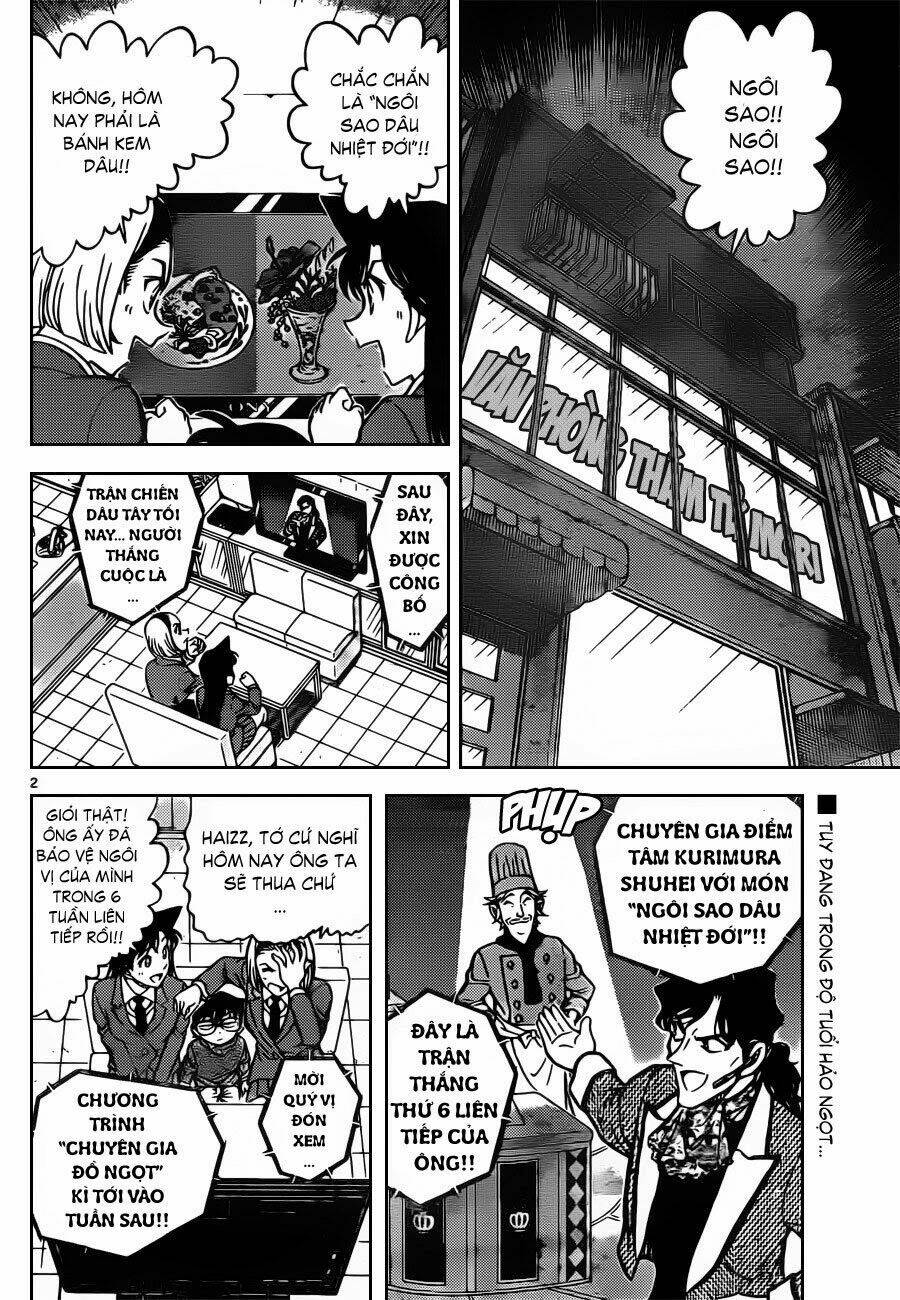 NGÔI
SAO!!
NGÔI
SAO!!
VĂN PHÒNG THÁM TỬ MORI
CHẮC CHẮN
LÀ "NGÔI
SAO DÂU
NHIỆT ĐỚI"!!
KHÔNG, HÔM
NAY PHẢI LÀ
BÁNH KEM
DÂU!!
SAU
ĐÂY,
XIN ĐƯỢC
CÔNG
BỐ
...
TRẬN CHIẾN
DÂU TÂY TỐI
NAY... NGƯỜI
THẮNG
CUỘC LÀ
...
2
TUY ĐANG TRONG ĐỘ TUỔI HẢO NGỌT...
PHỤP
CHUYÊN GIA ĐIỂM
TÂM KURIMURA
SHUHEI VỚI MÓN
"NGÔI SAO DÂU
NHIỆT ĐỚI"!!
ĐÂY LÀ
TRẬN
THẮNG
THỨ 6 LIÊN
TIẾP CỦA
ÔNG!!
HAIZZ, TỚ CỨ NGHĨ
HÔM NAY ÔNG TA
SẼ THUA CHỨ
...
GIỎI THẬT!
ÔNG ẤY ĐÃ
BẢO VỆ NGÔI
VỊ CỦA MÌNH
TRONG 6
TUẦN LIÊN
TIẾP RỒI!!
MỜI
QUÝ VỊ
ĐÓN
XEM
...
CHƯƠNG
TRÌNH
"CHUYÊN GIA
ĐỒ NGỌT"
KÌ TỚI VÀO
TUẦN SAU!!